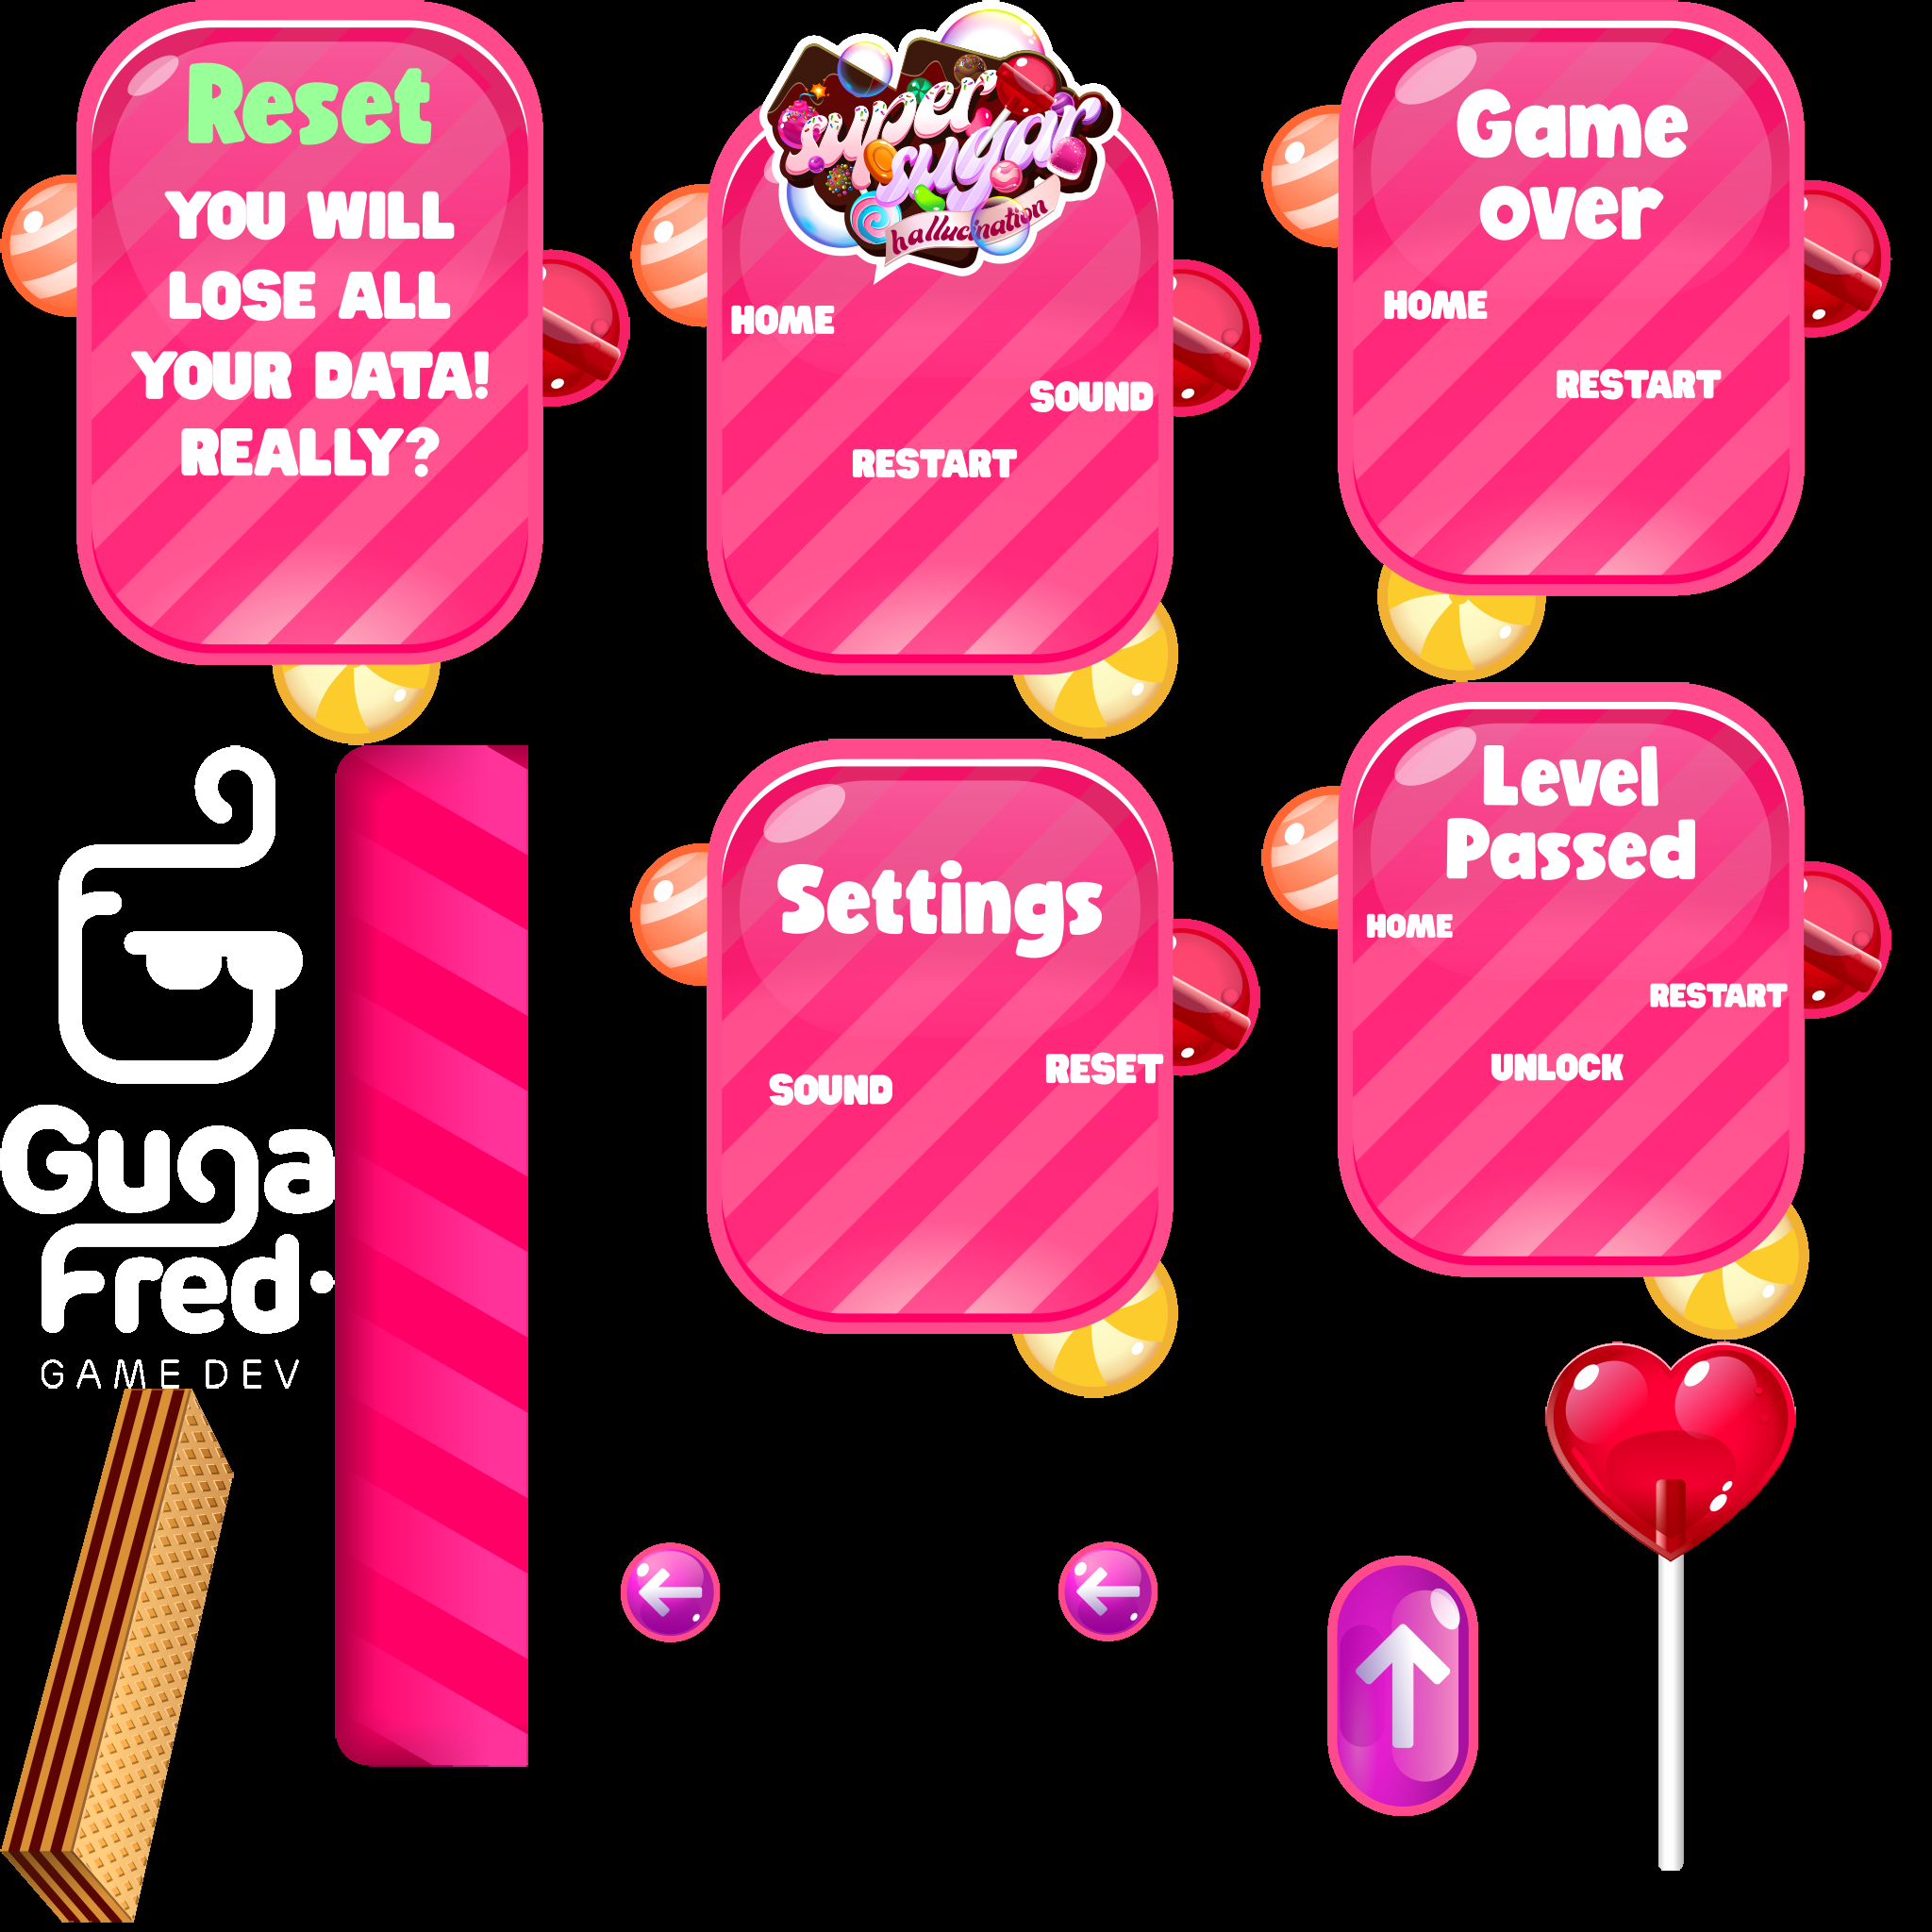 Reset
YOU WILL
LOSE ALL
YOUR DATA!
REALLY?
super
sugar
hallucination
HOME
SOUND
RESTART
Game
over
HOME
RESTART
Guga
Fred
GAME DEV
Settings
SOUND
RESET
Level
Passed
HOME
RESTART
UNLOCK